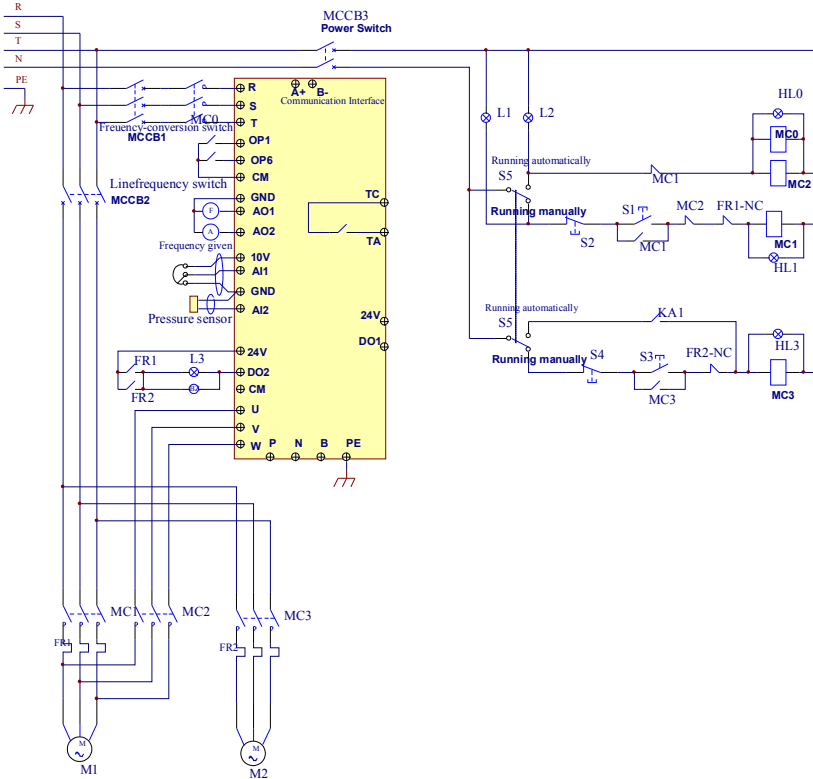 R
S
T
N
PE
MCCB3
Power Switch
A+ B-
Communication Interface
R
S
T
MC0
Freuency-conversion switch
MCCB1
OP1
OP6
CM
Linefrequency switch
MCCB2
GND
AO1
F
AO2
A
Frequency given
10V
AI1
GND
AI2
Pressure sensor
TC
TA
24V
DO1
24V
FR1
L3
DO2
FR2
CM
U
V
W
P N B PE
L1
L2
HL0
MC0
MC2
Running automatically
S5
MC1
Running manually
S2
S1
MC1
MC2
FR1-NC
MC1
HL1
Running automatically
S5
KA1
HL3
Running manually
S4
S3
FR2-NC
MC3
MC3
MC1
MC2
MC3
FR1
FR2
M
M1
M
M2